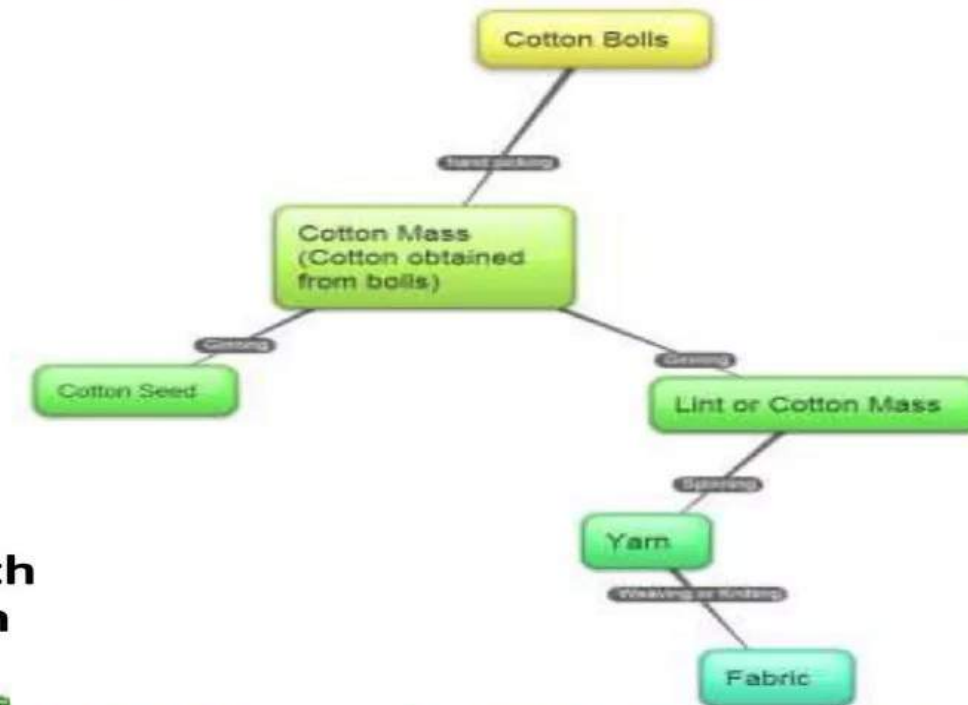 Cotton Bolls
hand picking
Cotton Mass
(Cotton obtained
from bolls)
Ginning
Ginning
Cotton Seed
Lint or Cotton Mass
Spinning
Yarn
Weaving or Knitting
Fabric